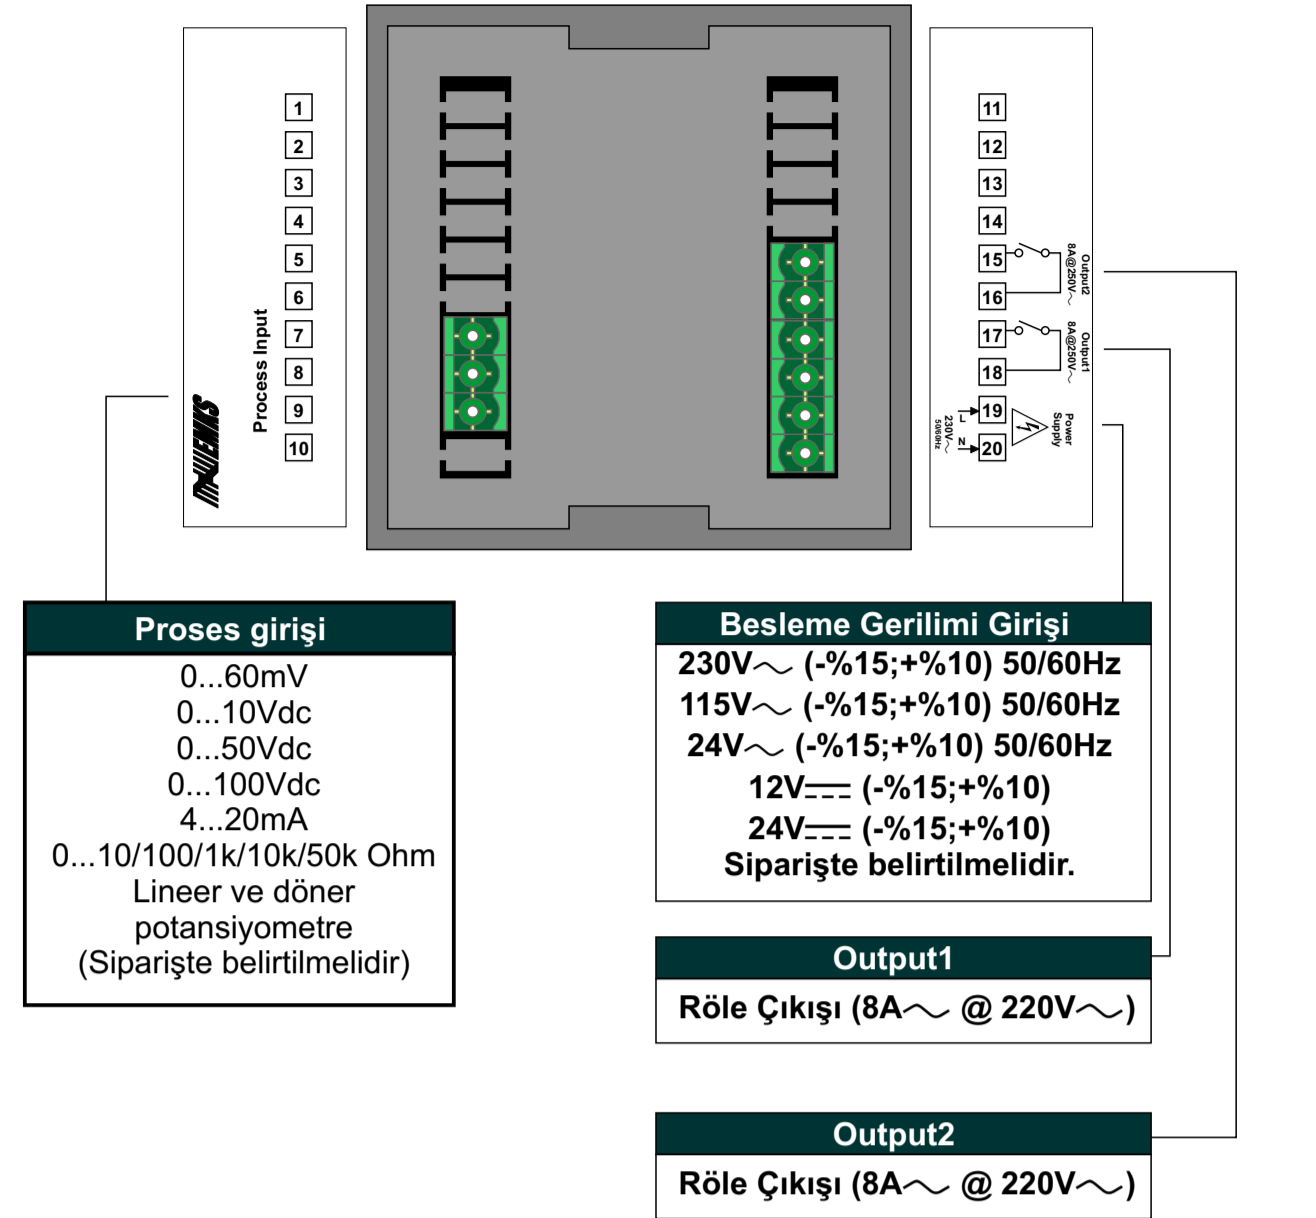 1
2
3
4
5
6
7
8
9
10
Process Input
11
12
13
14
15
16
17
18
19
20
Output2
8A@250V～
Output1
8A@250V～
Power
Supply
L
N
230V～
50/60Hz
Proses girişi
0...60mV
0...10Vdc
0...50Vdc
0...100Vdc
4...20mA
0...10/100/1k/10k/50k Ohm
Lineer ve döner
potansiyometre
(Siparişte belirtilmelidir)
Besleme Gerilimi Girişi
230V～ (-%15;+%10) 50/60Hz
115V～ (-%15;+%10) 50/60Hz
24V～ (-%15;+%10) 50/60Hz
12V⎓ (-%15;+%10)
24V⎓ (-%15;+%10)
Siparişte belirtilmelidir.
Output1
Röle Çıkışı (8A～ @ 220V～)
Output2
Röle Çıkışı (8A～ @ 220V～)